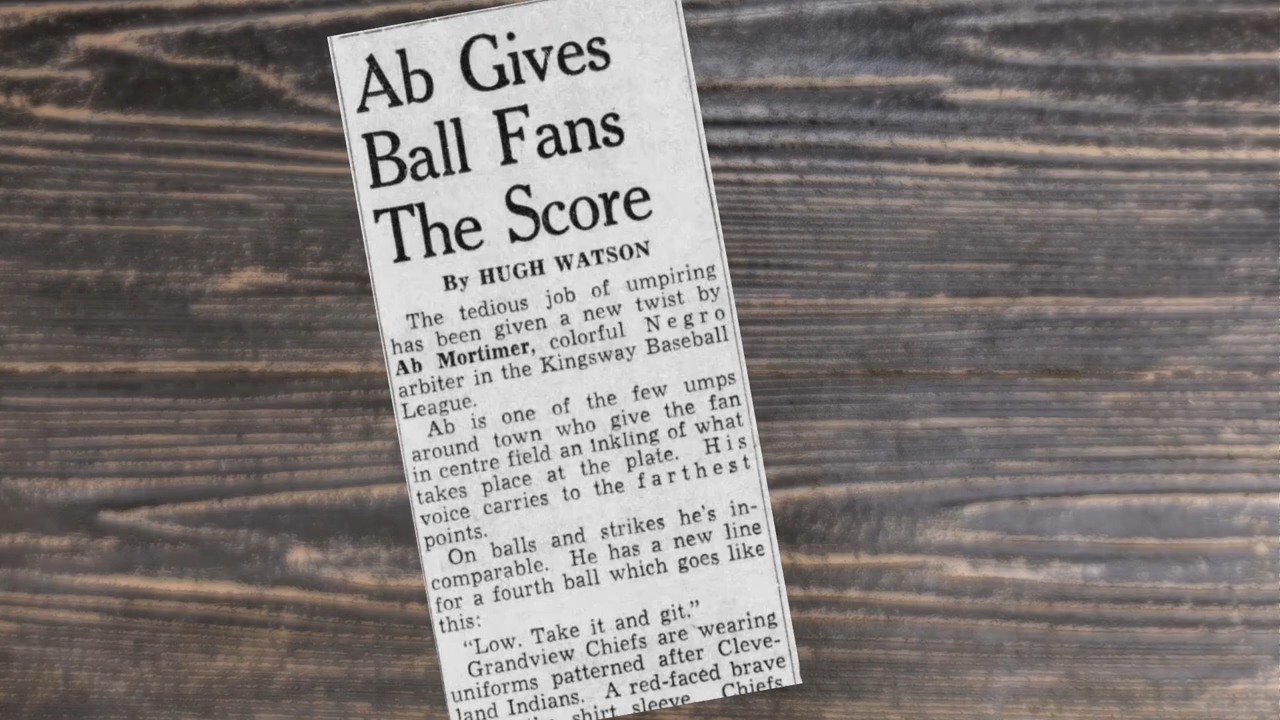 Ab Gives
Ball Fans
The Score
By HUGH WATSON
The tedious job of umpiring
has been given a new twist by
Ab Mortimer, colorful Negro
arbiter in the Kingsway Baseball
League.
Ab is one of the few umps
around town who give the fan
in centre field an inkling of what
takes place at the plate. His
voice carries to the farthest
points.
On balls and strikes he's in-
comparable. He has a new line
for a fourth ball which goes like
this:
"Low. Take it and git."
Grandview Chiefs are wearing
uniforms patterned after Cleve-
land Indians. A red-faced brave
shirt sleeve. Chiefs